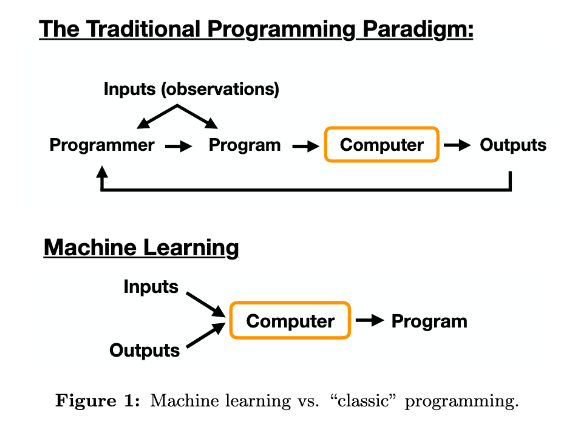 The Traditional Programming Paradigm:
Inputs (observations)
Programmer Program Computer Outputs
Machine Learning
Inputs
Computer Program
Outputs
Figure 1: Machine learning vs. “classic” programming.